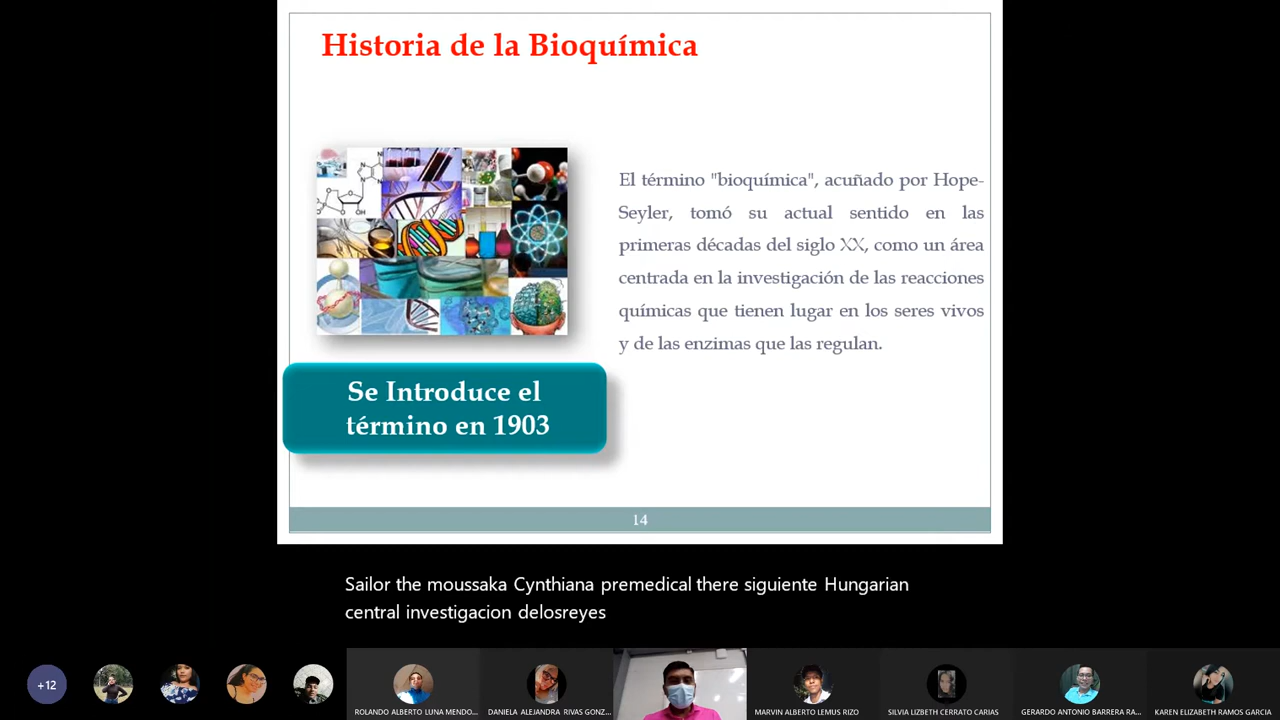 Historia de la Bioquímica
El término "bioquímica", acuñado por Hope-
Seyler, tomó su actual sentido en las
primeras décadas del siglo XX, como un área
centrada en la investigación de las reacciones
químicas que tienen lugar en los seres vivos
y de las enzimas que las regulan.
Se Introduce el
término en 1903
14
Sailor the moussaka Cynthiana premedical there siguiente Hungarian
central investigacion delosreyes
+12
ROLANDO ALBERTO LUNA MENDO...
DANIELA ALEJANDRA RIVAS GONZ...
MARVIN ALBERTO LEMUS RIZO
SILVIA LIZBETH CERRATO CARIAS
GERARDO ANTONIO BARRERA RA...
KAREN ELIZABETH RAMOS GARCIA